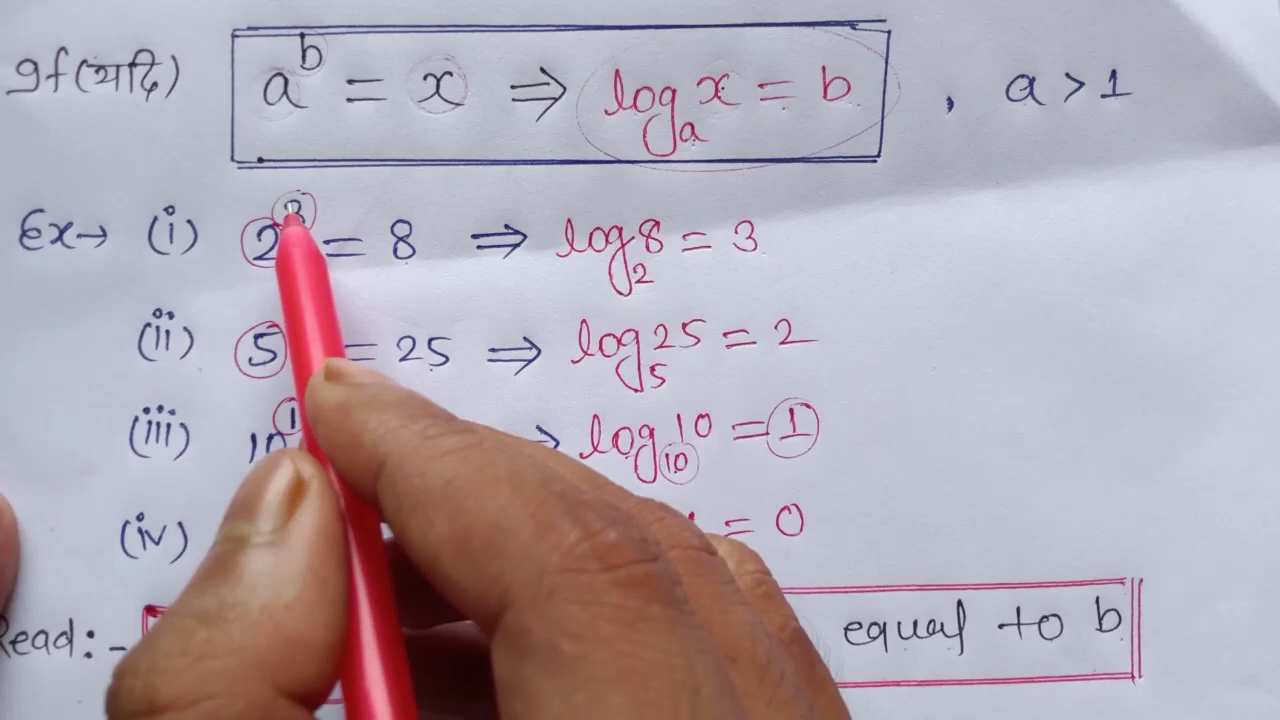 If (यदि) a^b = x ⇒ log_a x = b , a > 1
Ex→ (i) 2^3 = 8 ⇒ log_2 8 = 3
(ii) 5 = 25 ⇒ log_5 25 = 2
(iii) 10^1 ⇒ log_10 10 = 1
(iv) = 0
Read:- equal to b